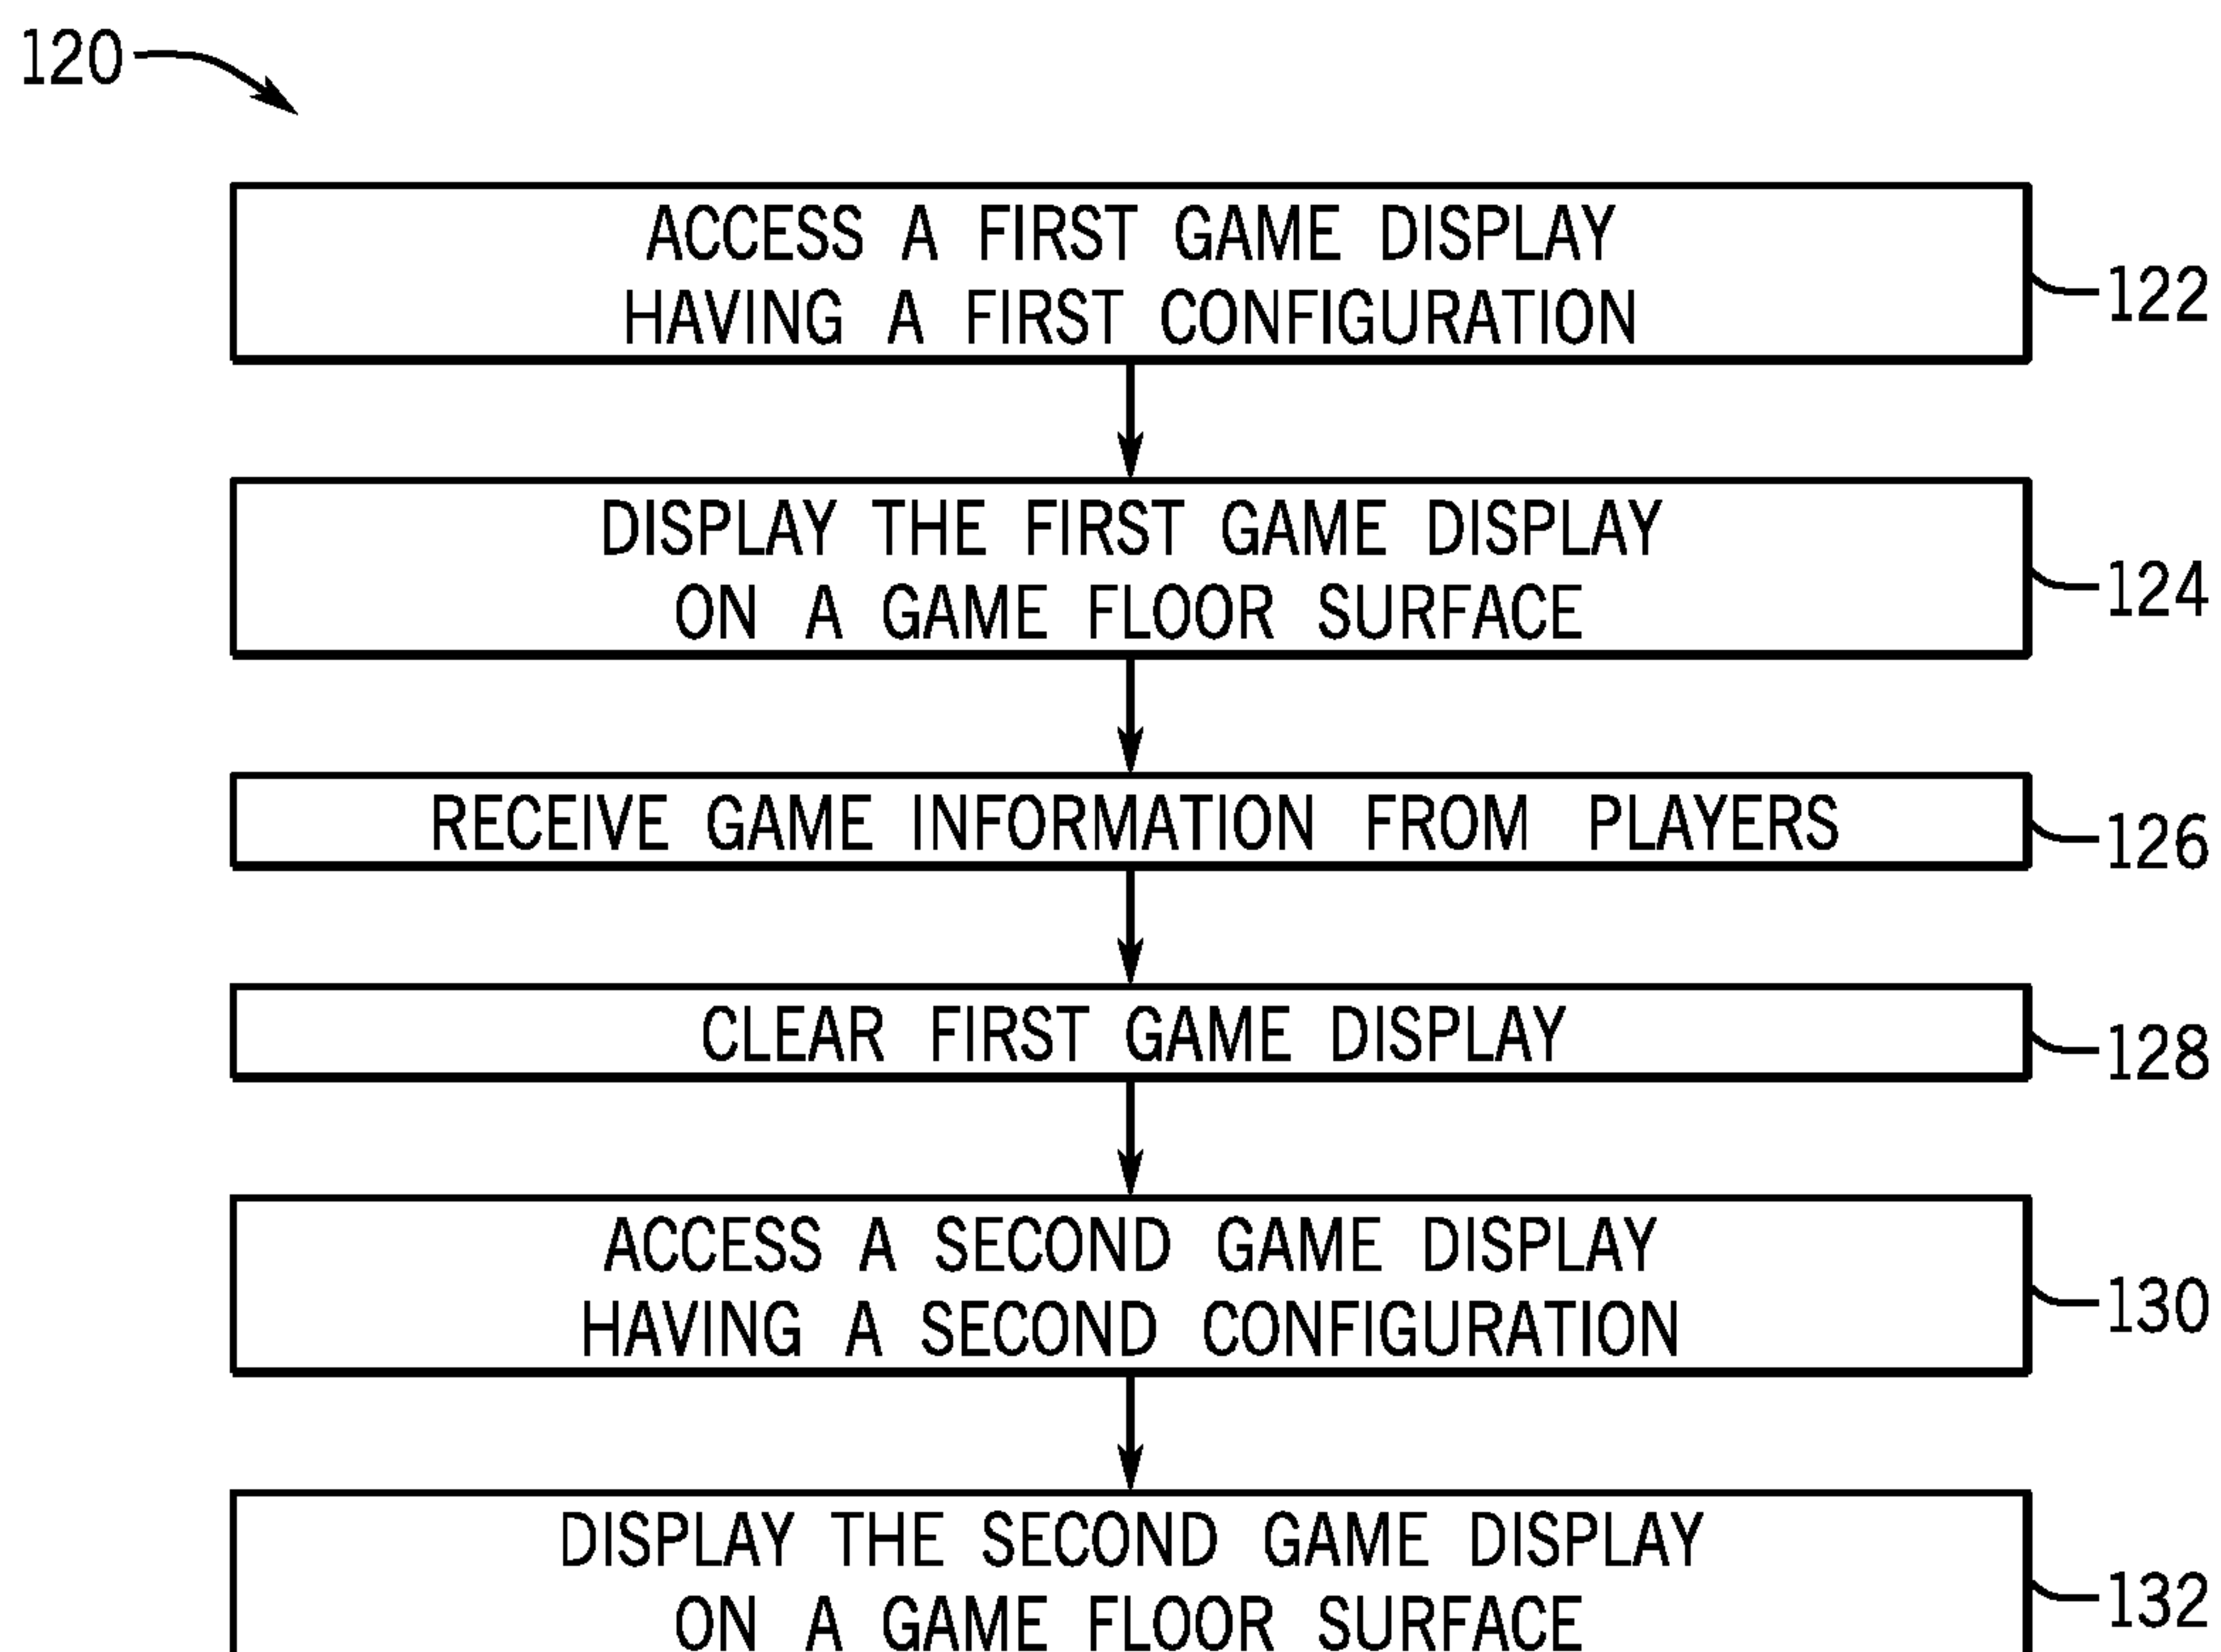 120
ACCESS A FIRST GAME DISPLAY
HAVING A FIRST CONFIGURATION
122
DISPLAY THE FIRST GAME DISPLAY
ON A GAME FLOOR SURFACE
124
RECEIVE GAME INFORMATION FROM PLAYERS
126
CLEAR FIRST GAME DISPLAY
128
ACCESS A SECOND GAME DISPLAY
HAVING A SECOND CONFIGURATION
130
DISPLAY THE SECOND GAME DISPLAY
ON A GAME FLOOR SURFACE
132